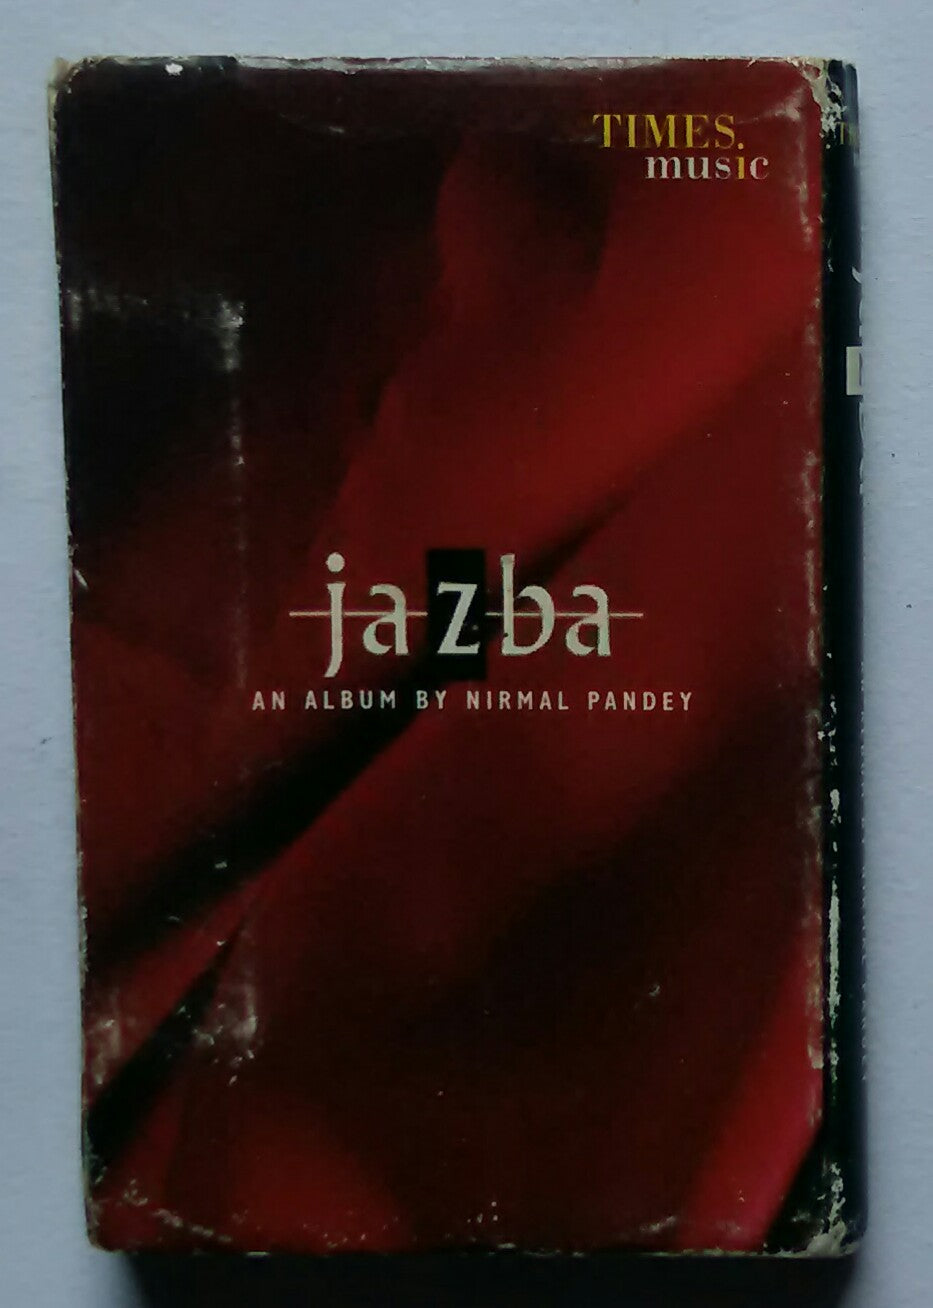 TIMES.
music
jazba
AN ALBUM BY NIRMAL PANDEY